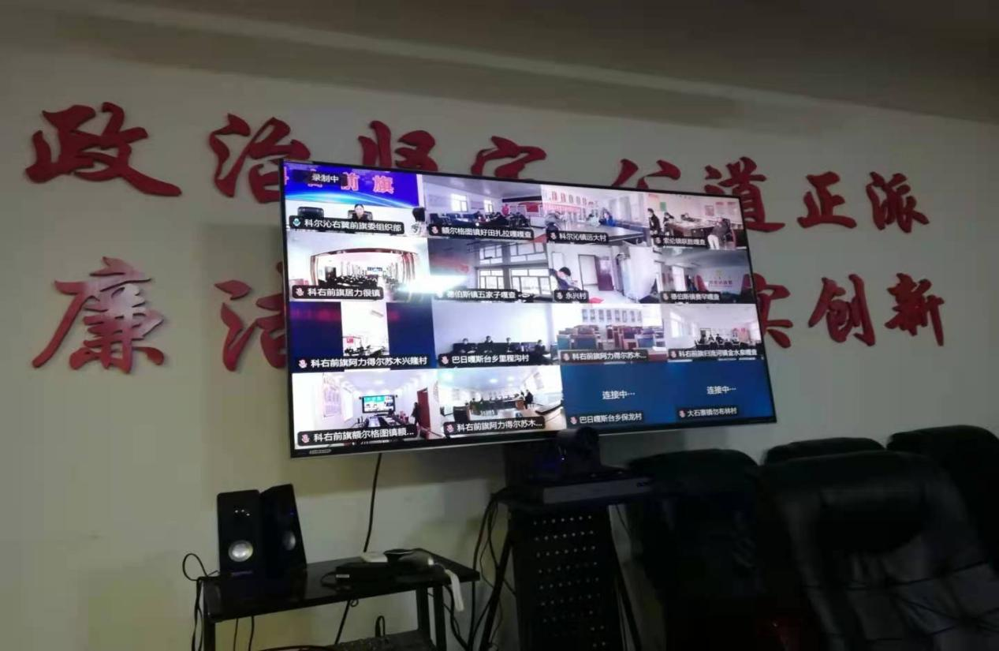 政治坚定 公道正派
廉洁 实创新
录制中
前旗
科尔沁右翼前旗委组织部
额尔格图镇好田扎拉嘎嘎查
科尔沁镇远大村
索伦镇跃胜嘎查
科右前旗居力很镇
德伯斯镇五家子嘎查
永兴村
德伯斯镇赛罕嘎查
科右前旗阿力得尔苏木兴隆村
巴日嘎斯台乡里程沟村
科右前旗阿力得尔苏木...
科右前旗归流河镇金水泉嘎查
科右前旗额尔格图镇额...
科右前旗阿力得尔苏木...
连接中…
巴日嘎斯台乡保龙村
连接中…
大石寨镇勿布林村